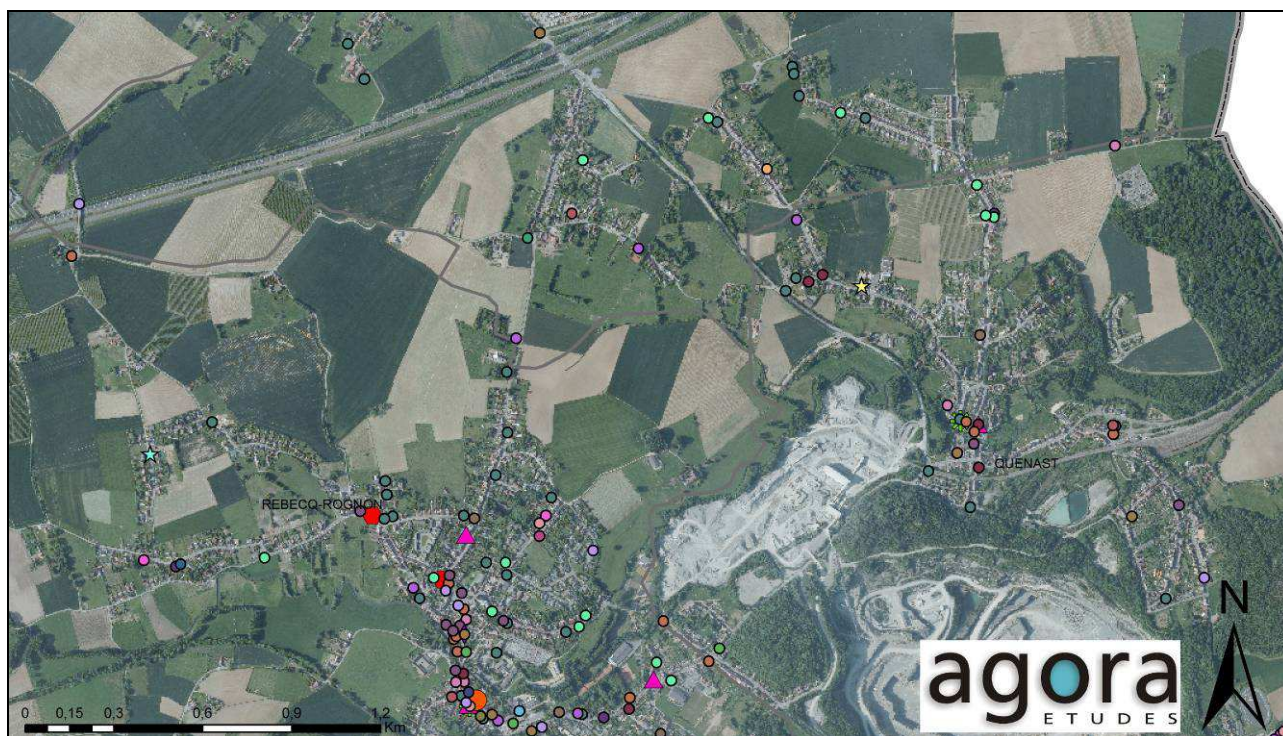 REBECQ-ROGNON
QUENAST
N
0 0,15 0,3 0,6 0,9 1,2
Km
agora
ETUDES